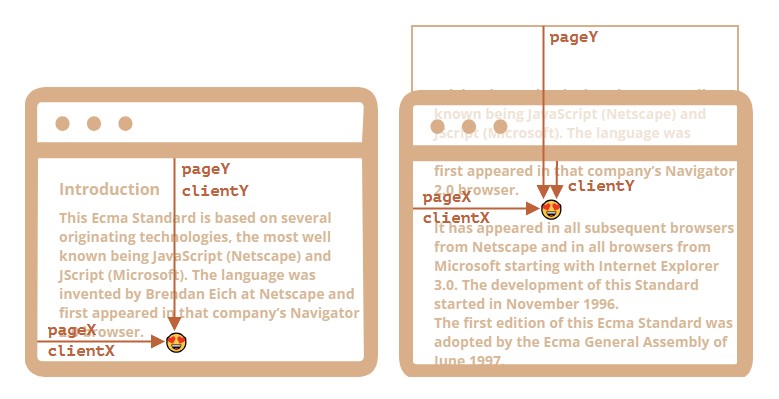 pageY
clientY
Introduction
This Ecma Standard is based on several
originating technologies, the most well
known being JavaScript (Netscape) and
JScript (Microsoft). The language was
invented by Brendan Eich at Netscape and
first appeared in that company's Navigator
browser.
pageX
clientX
pageY
known being JavaScript (Netscape) and
JScript (Microsoft). The language was
first appeared in that company's Navigator
2.0 browser.
clientY
pageX
clientX
It has appeared in all subsequent browsers
from Netscape and in all browsers from
Microsoft starting with Internet Explorer
3.0. The development of this Standard
started in November 1996.
The first edition of this Ecma Standard was
adopted by the Ecma General Assembly of
June 1997